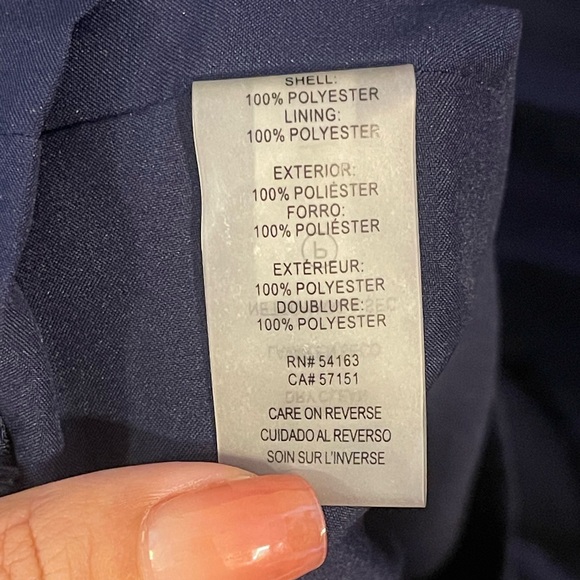 SHELL:
100% POLYESTER
LINING:
100% POLYESTER
EXTERIOR:
100% POLIÉSTER
FORRO:
100% POLIÉSTER
EXTÉRIEUR:
100% POLYESTER
DOUBLURE:
100% POLYESTER
RN# 54163
CA# 57151
CARE ON REVERSE
CUIDADO AL REVERSO
SOIN SUR L'INVERSE